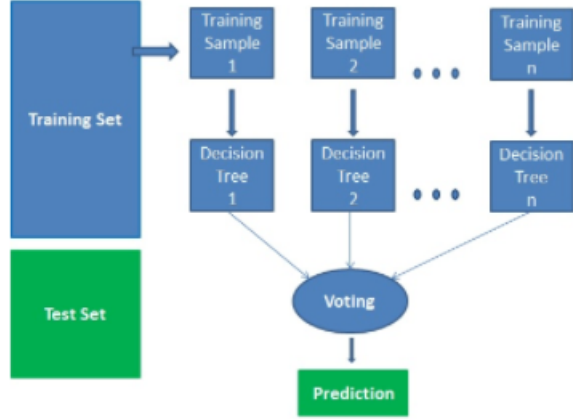 Training Set
Training
Sample
1
Training
Sample
2
Training
Sample
n
Decision
Tree
1
Decision
Tree
2
Decision
Tree
n
Test Set
Voting
Prediction